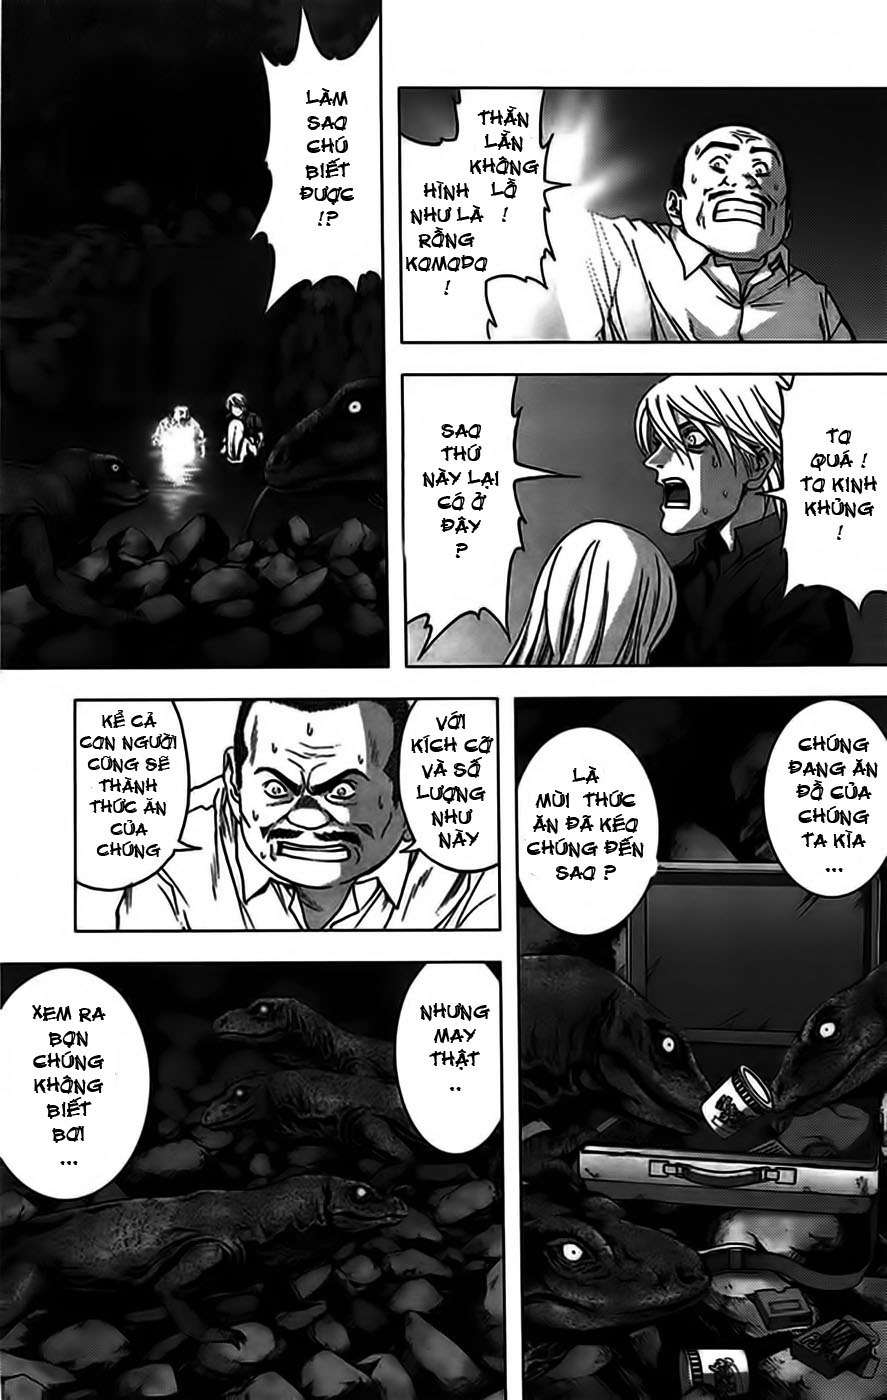 THẰN
LẰN
KHÔNG
LỒ !
HÌNH
NHƯ LÀ
RỒNG
KOMODO
!
LÀM
SAO
CHÚ
BIẾT
ĐƯỢC
!?
TO
QUÁ !
TO KINH
KHỦNG
!
SAO
THỨ
NÀY LẠI
CÓ Ở
ĐÂY
?
CHÚNG
ĐANG ĂN
ĐỒ CỦA
CHÚNG
TA KÌA
...
LÀ
MÙI THỨC
ĂN ĐÃ KÉO
CHÚNG ĐẾN
SAO ?
VỚI
KÍCH CỠ
VÀ SỐ
LƯỢNG
NHƯ
NÀY
KỂ CẢ
CON NGƯỜI
CŨNG SẼ
THÀNH
THỨC ĂN
CỦA
CHÚNG
NHƯNG
MAY
THẬT
..
XEM RA
BỌN
CHÚNG
KHÔNG
BIẾT
BƠI
...